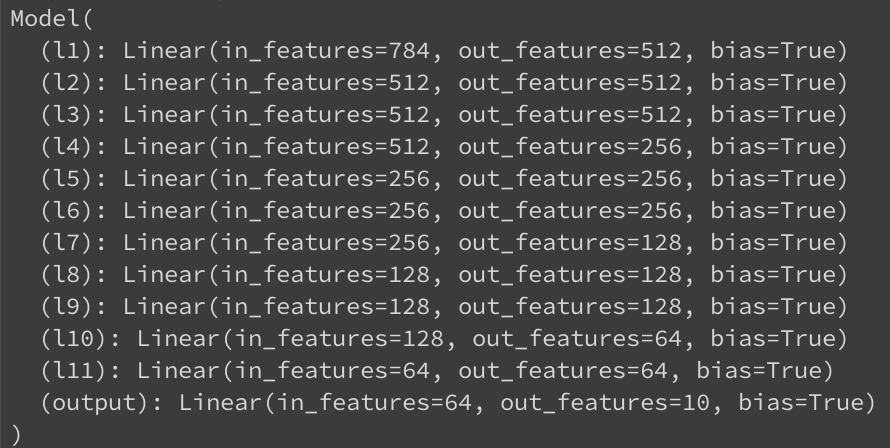 Model(
(l1): Linear(in_features=784, out_features=512, bias=True)
(l2): Linear(in_features=512, out_features=512, bias=True)
(l3): Linear(in_features=512, out_features=512, bias=True)
(l4): Linear(in_features=512, out_features=256, bias=True)
(l5): Linear(in_features=256, out_features=256, bias=True)
(l6): Linear(in_features=256, out_features=256, bias=True)
(l7): Linear(in_features=256, out_features=128, bias=True)
(l8): Linear(in_features=128, out_features=128, bias=True)
(l9): Linear(in_features=128, out_features=128, bias=True)
(l10): Linear(in_features=128, out_features=64, bias=True)
(l11): Linear(in_features=64, out_features=64, bias=True)
(output): Linear(in_features=64, out_features=10, bias=True)
)